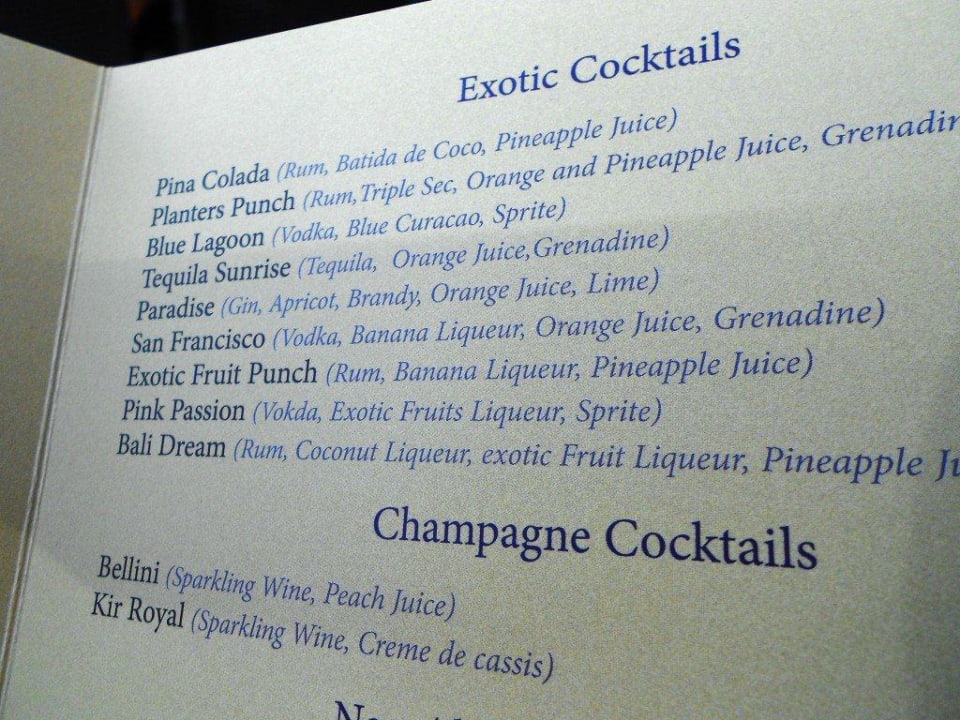 Exotic Cocktails
Pina Colada (Rum, Batida de Coco, Pineapple Juice)
Planters Punch (Rum,Triple Sec, Orange and Pineapple Juice,
Blue Lagoon (Vodka, Blue Curacao, Sprite)
Tequila Sunrise (Tequila, Orange Juice,Grenadine)
Paradise (Gin, Apricot, Brandy, Orange Juice, Lime)
San Francisco (Vodka, Banana Liqueur, Orange Juice, Grenadine)
Exotic Fruit Punch (Rum, Banana Liqueur, Pineapple Juice)
Pink Passion (Vokda, Exotic Fruits Liqueur, Sprite)
Bali Dream (Rum, Coconut Liqueur, exotic Fruit Liqueur, Pineapple
Champagne Cocktails
Bellini (Sparkling Wine, Peach Juice)
Kir Royal (Sparkling Wine, Creme de cassis)